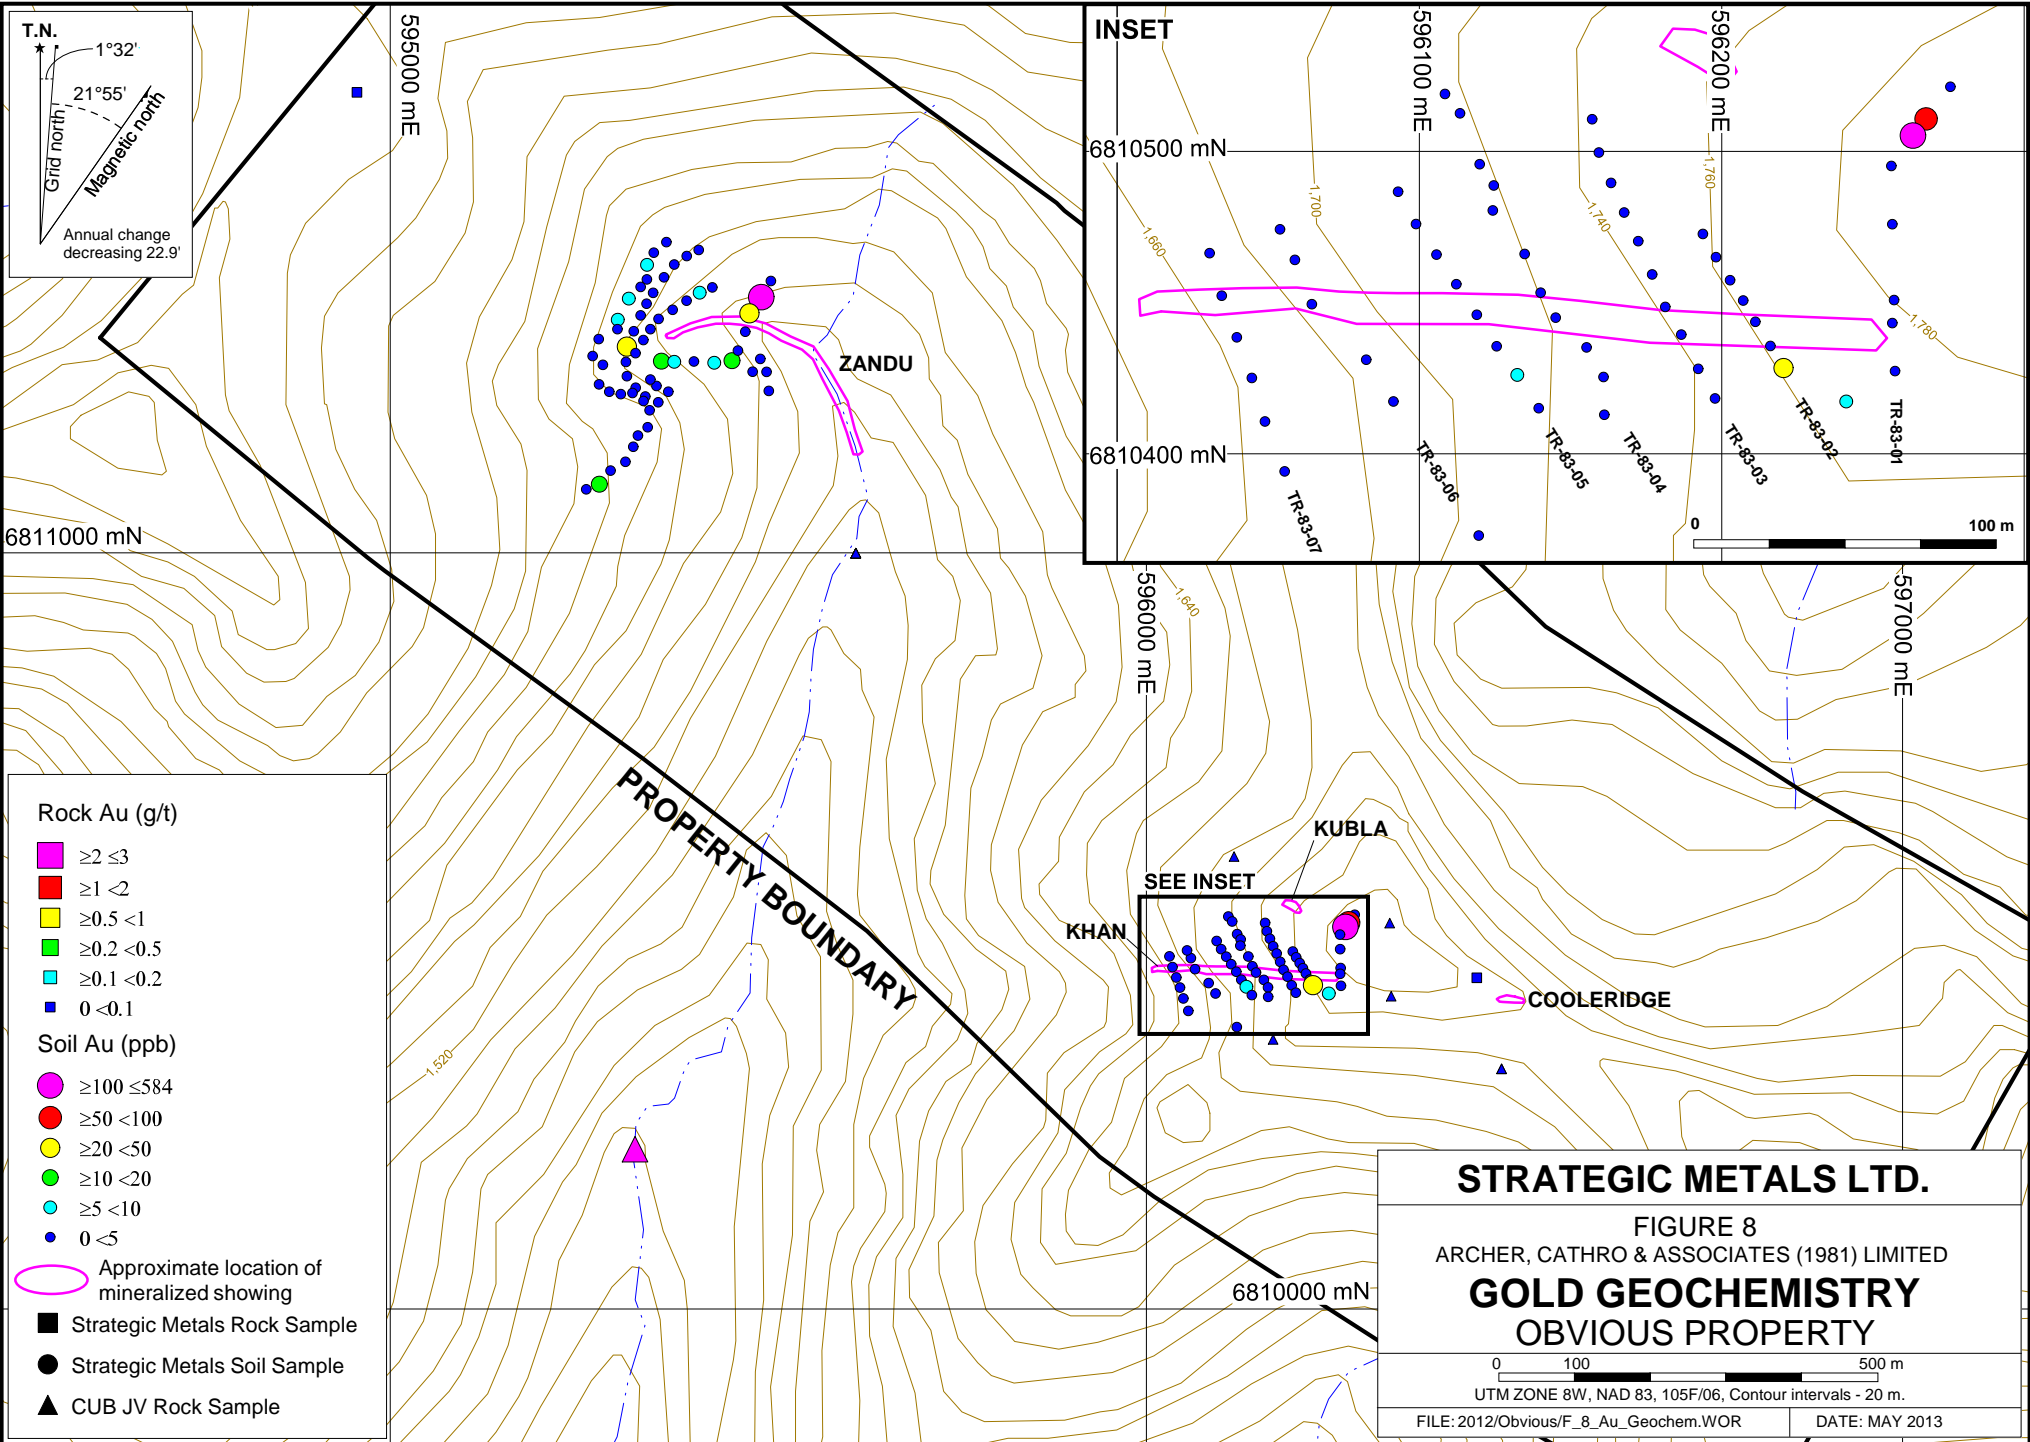 T.N.
1°32'
21°55'
Grid north
Magnetic north
Annual change
decreasing 22.9'
595000 mE
INSET
596100 mE
596200 mE
6810500 mN
1,660
1,700
1,740
1,760
1,780
6810400 mN
TR-83-07
TR-83-06
TR-83-05
TR-83-04
TR-83-03
TR-83-02
TR-83-01
0 100 m
ZANDU
6811000 mN
596000 mE
1,640
597000 mE
PROPERTY BOUNDARY
KUBLA
SEE INSET
KHAN
COOLERIDGE
1,520
6810000 mN
Rock Au (g/t)
≥2 ≤3
≥1 <2
≥0.5 <1
≥0.2 <0.5
≥0.1 <0.2
0 <0.1
Soil Au (ppb)
≥100 ≤584
≥50 <100
≥20 <50
≥10 <20
≥5 <10
0 <5
Approximate location of
mineralized showing
Strategic Metals Rock Sample
Strategic Metals Soil Sample
CUB JV Rock Sample
STRATEGIC METALS LTD.
FIGURE 8
ARCHER, CATHRO & ASSOCIATES (1981) LIMITED
GOLD GEOCHEMISTRY
OBVIOUS PROPERTY
0 100 500 m
UTM ZONE 8W, NAD 83, 105F/06, Contour intervals - 20 m.
FILE: 2012/Obvious/F_8_Au_Geochem.WOR
DATE: MAY 2013